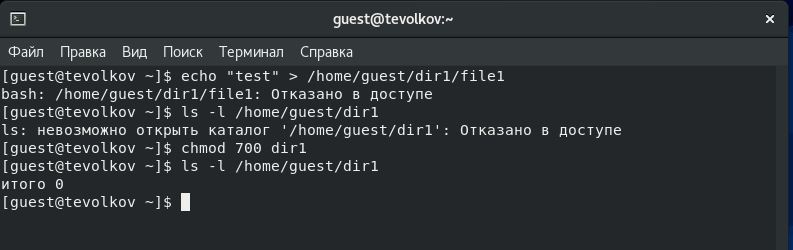 guest@tevolkov:~
Файл Правка Вид Поиск Терминал Справка
[guest@tevolkov ~]$ echo "test" > /home/guest/dir1/file1
bash: /home/guest/dir1/file1: Отказано в доступе
[guest@tevolkov ~]$ ls -l /home/guest/dir1
ls: невозможно открыть каталог '/home/guest/dir1': Отказано в доступе
[guest@tevolkov ~]$ chmod 700 dir1
[guest@tevolkov ~]$ ls -l /home/guest/dir1
итого 0
[guest@tevolkov ~]$